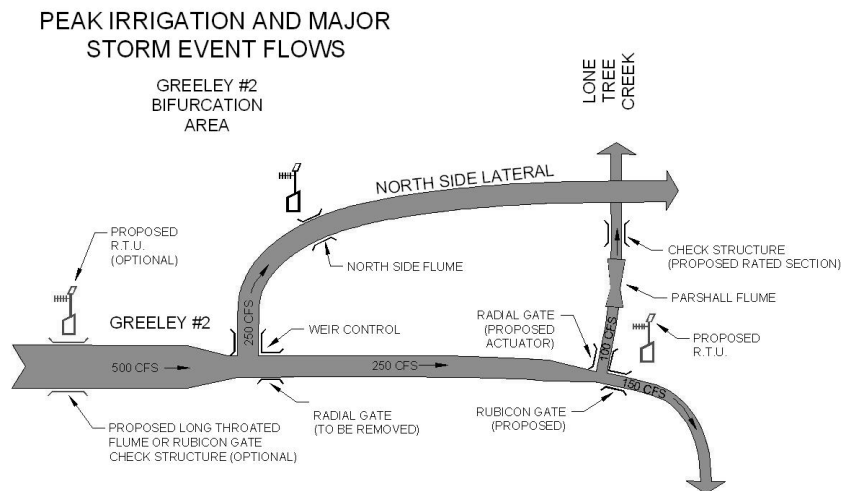 PEAK IRRIGATION AND MAJOR
STORM EVENT FLOWS
GREELEY #2
BIFURCATION
AREA
LONE
TREE
CREEK
NORTH SIDE LATERAL
PROPOSED
R.T.U.
(OPTIONAL)
NORTH SIDE FLUME
CHECK STRUCTURE
(PROPOSED RATED SECTION)
PARSHALL FLUME
GREELEY #2
250 CFS
WEIR CONTROL
RADIAL GATE
(PROPOSED
ACTUATOR)
100 CFS
PROPOSED
R.T.U.
500 CFS
250 CFS
150 CFS
PROPOSED LONG THROATED
FLUME OR RUBICON GATE
CHECK STRUCTURE (OPTIONAL)
RADIAL GATE
(TO BE REMOVED)
RUBICON GATE
(PROPOSED)